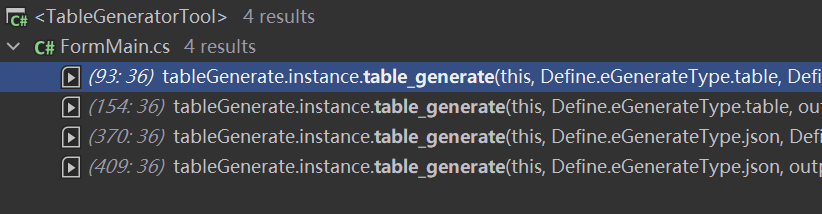 <TableGeneratorTool> 4 results
C# FormMain.cs 4 results
(93: 36) tableGenerate.instance.table_generate(this, Define.eGenerateType.table, Defi
(154: 36) tableGenerate.instance.table_generate(this, Define.eGenerateType.table, out
(370: 36) tableGenerate.instance.table_generate(this, Define.eGenerateType.json, Def
(409: 36) tableGenerate.instance.table_generate(this, Define.eGenerateType.json, outp